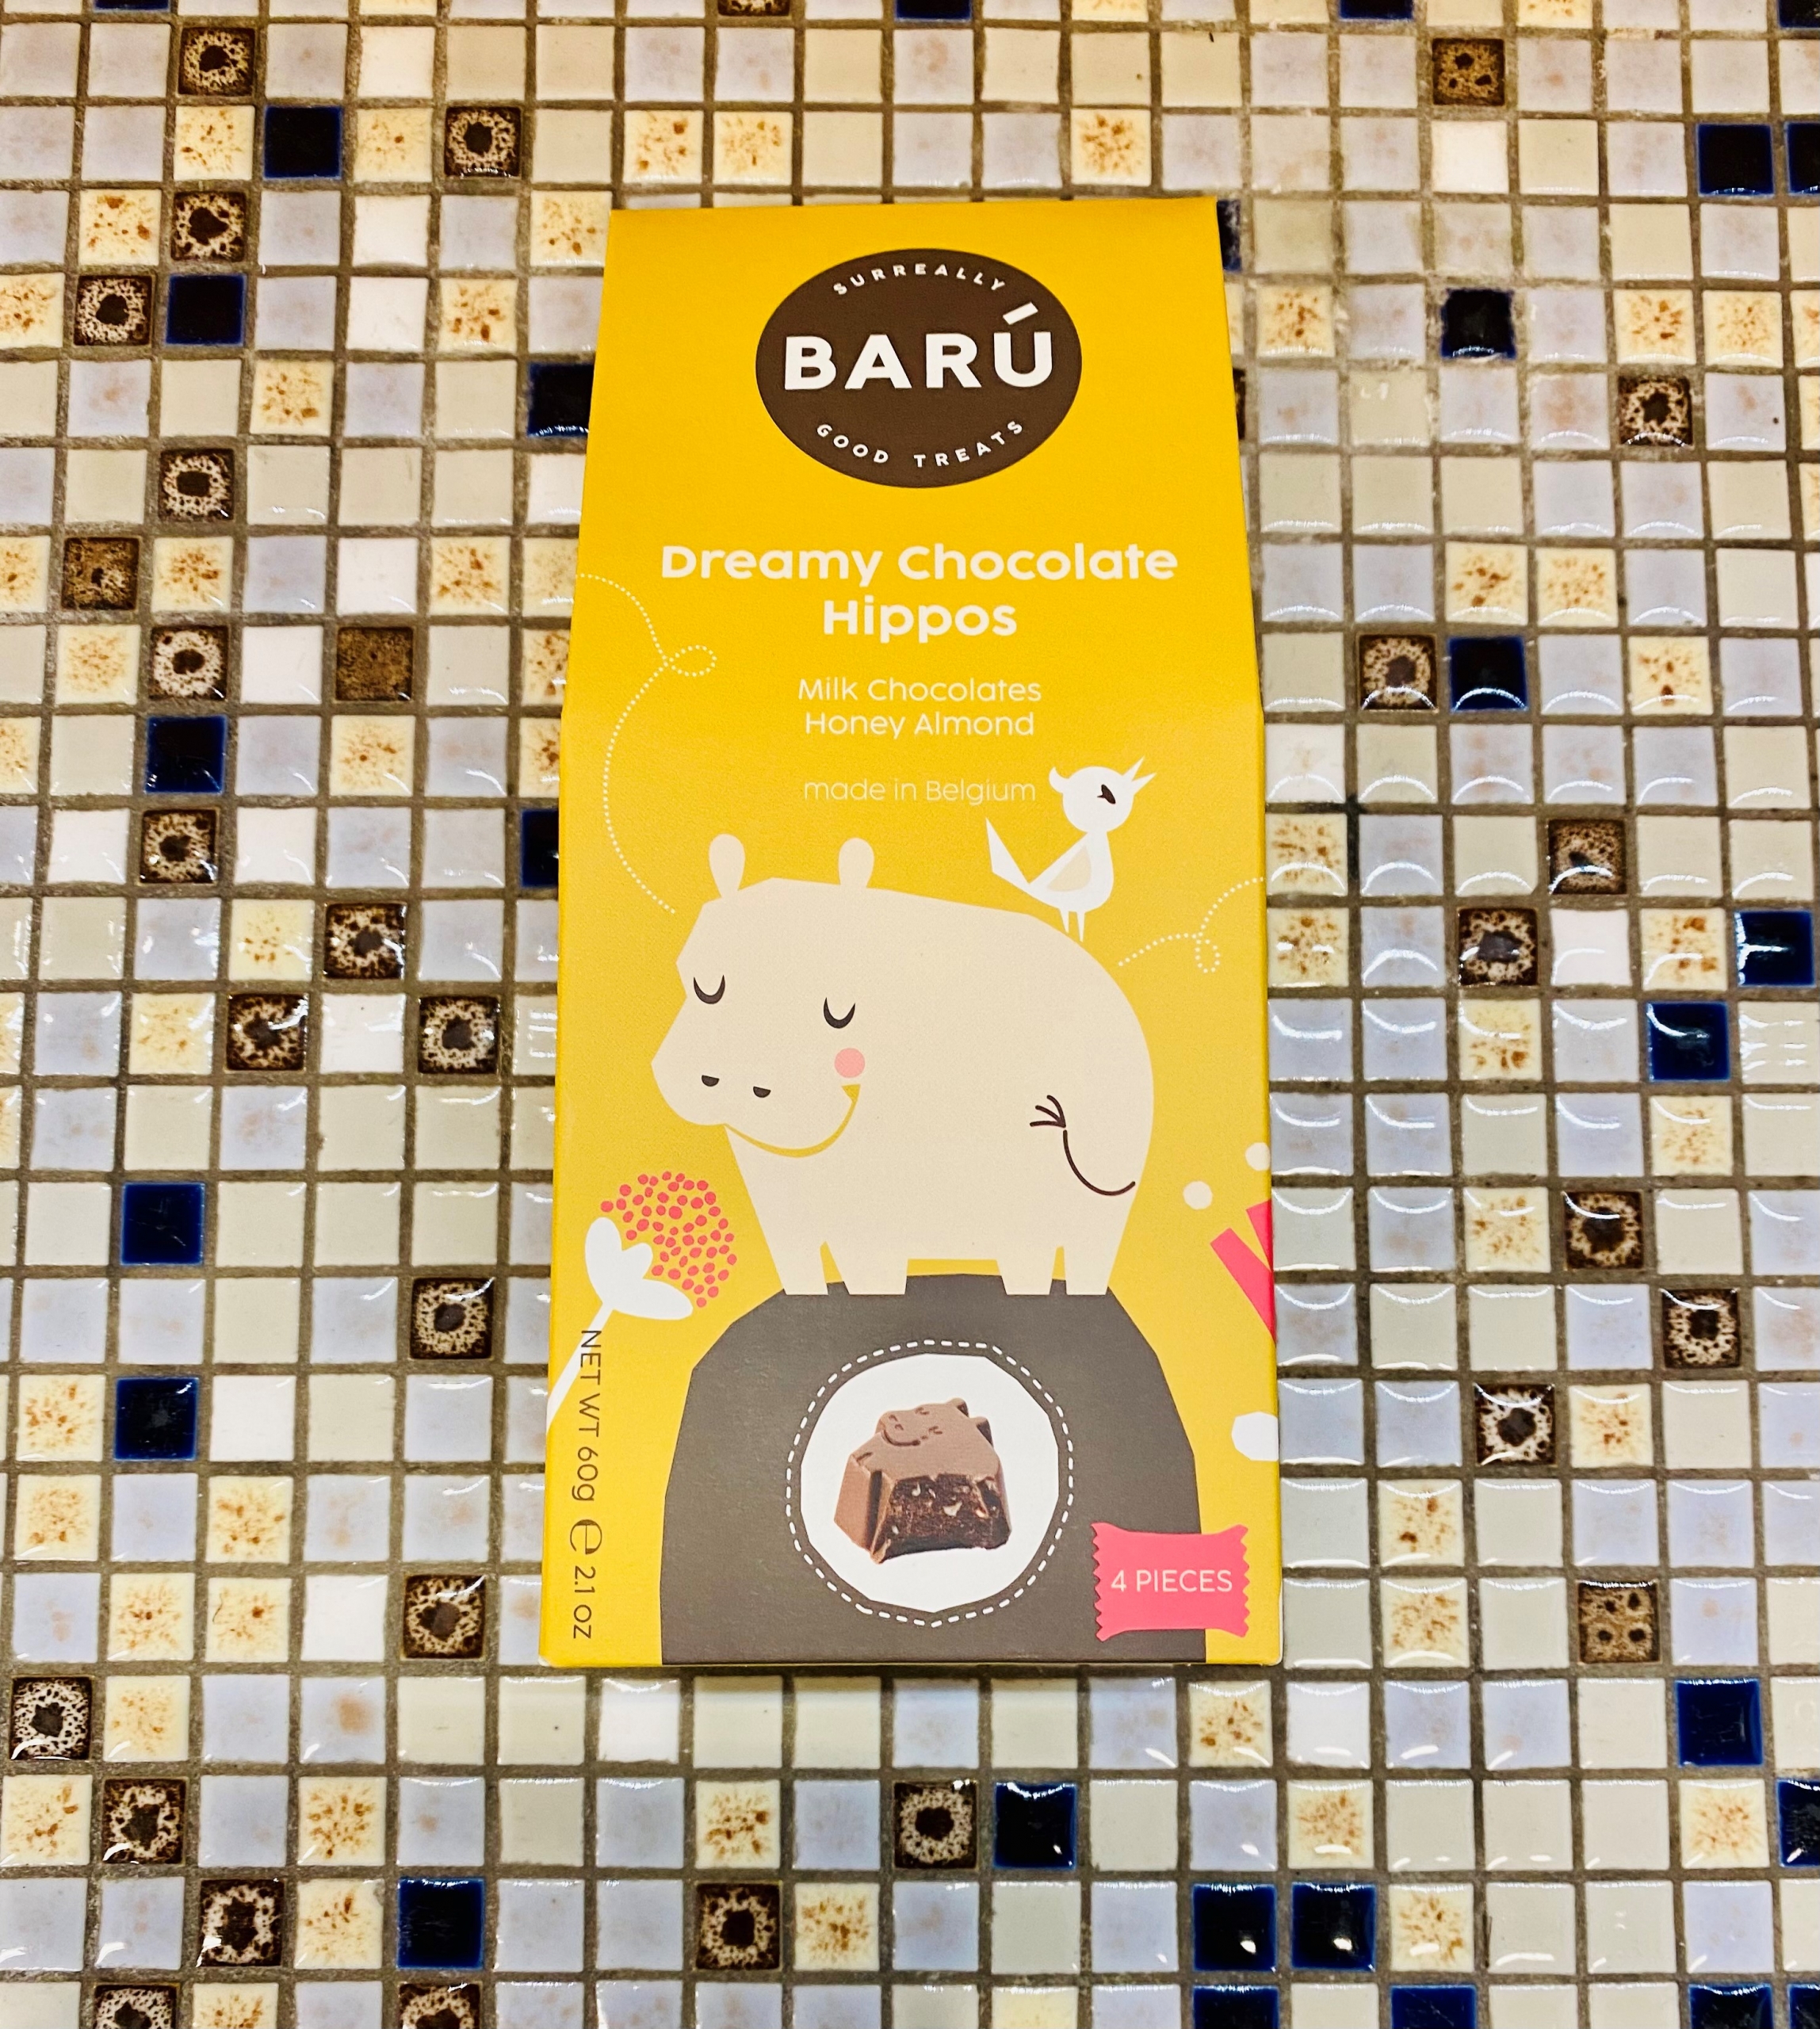 SURREALLY
BARÚ
GOOD TREATS
Dreamy Chocolate
Hippos
Milk Chocolates
Honey Almond
made in Belgium
NET WT 60g ℮ 2.1 oz
4 PIECES